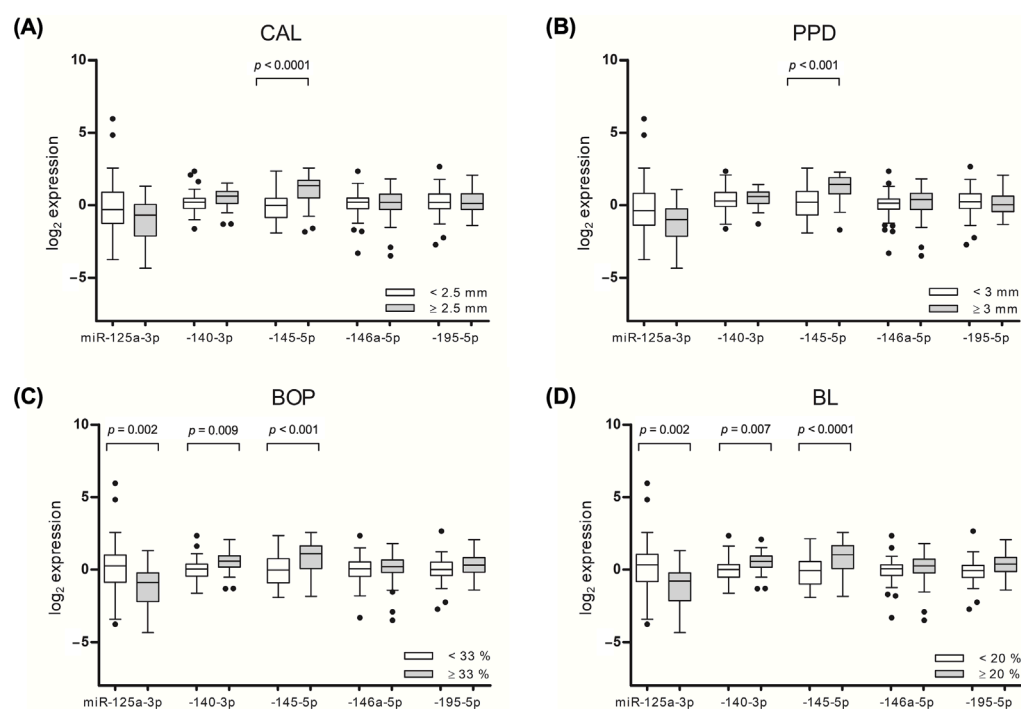 (A)
CAL
p < 0.0001
10
5
0
−5
log2 expression
< 2.5 mm
≥ 2.5 mm
miR-125a-3p -140-3p -145-5p -146a-5p -195-5p
(B)
PPD
p < 0.001
10
5
0
−5
log2 expression
< 3 mm
≥ 3 mm
miR-125a-3p -140-3p -145-5p -146a-5p -195-5p
(C)
BOP
p = 0.002 p = 0.009 p < 0.001
10
5
0
−5
log2 expression
< 33 %
≥ 33 %
miR-125a-3p -140-3p -145-5p -146a-5p -195-5p
(D)
BL
p = 0.002 p = 0.007 p < 0.0001
10
5
0
−5
log2 expression
< 20 %
≥ 20 %
miR-125a-3p -140-3p -145-5p -146a-5p -195-5p